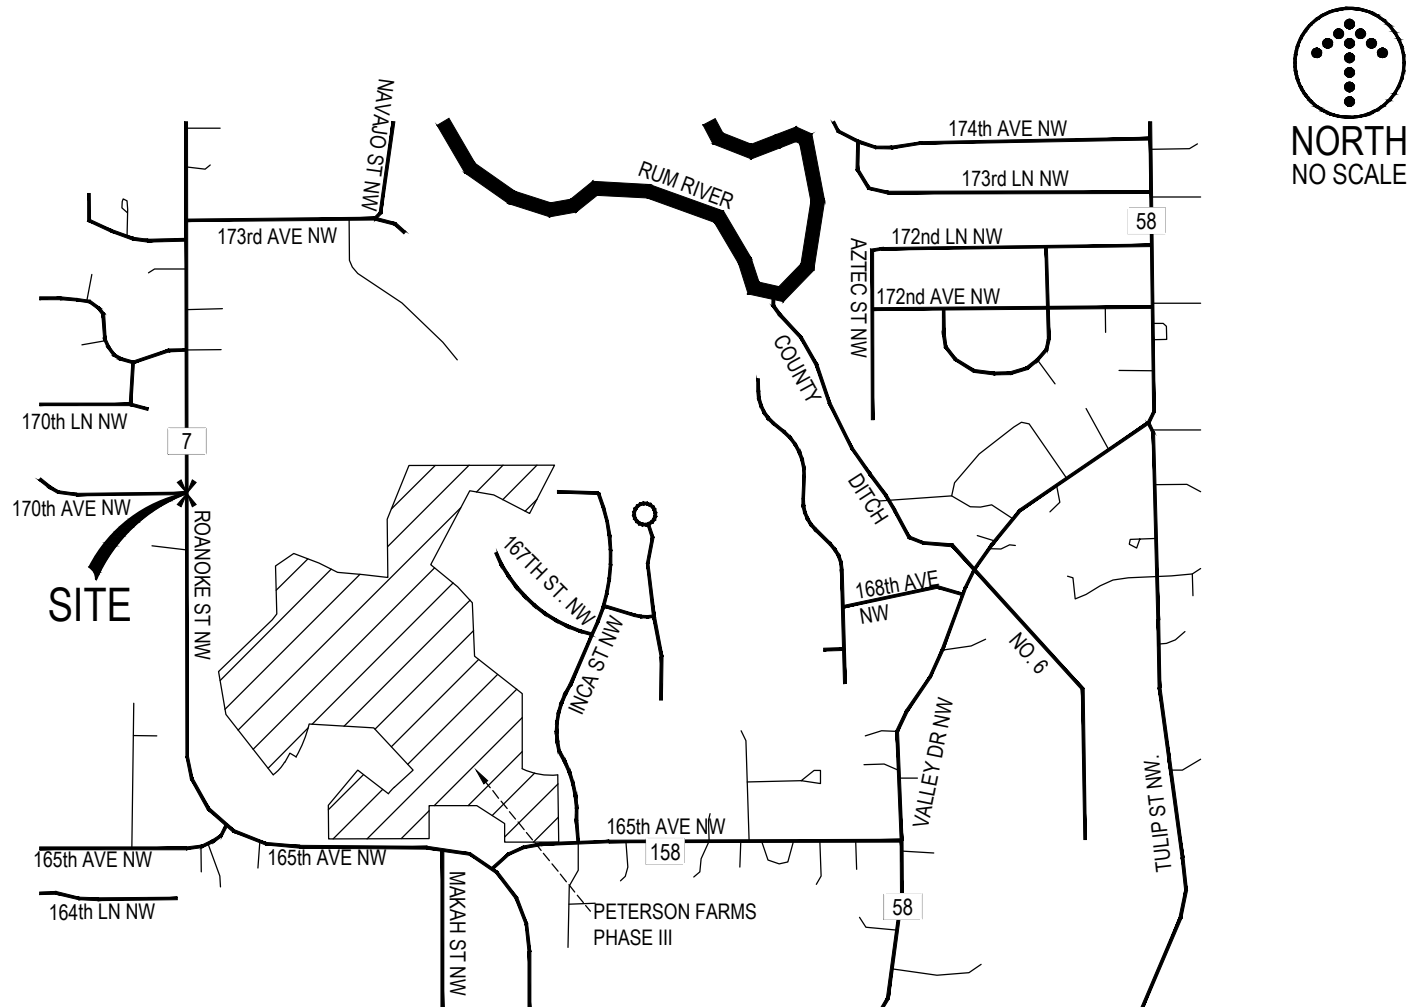 NORTH
NO SCALE
NAVAJO ST NW
RUM RIVER
174th AVE NW
173rd LN NW
58
173rd AVE NW
AZTEC ST NW
172nd LN NW
172nd AVE NW
COUNTY
170th LN NW
7
170th AVE NW
DITCH
SITE
ROANOKE ST NW
167TH ST. NW
168th AVE
NW
INCA ST NW
NO. 6
VALLEY DR NW
TULIP ST NW.
165th AVE NW
165th AVE NW
165th AVE NW
158
164th LN NW
MAKAH ST NW
PETERSON FARMS
PHASE III
58